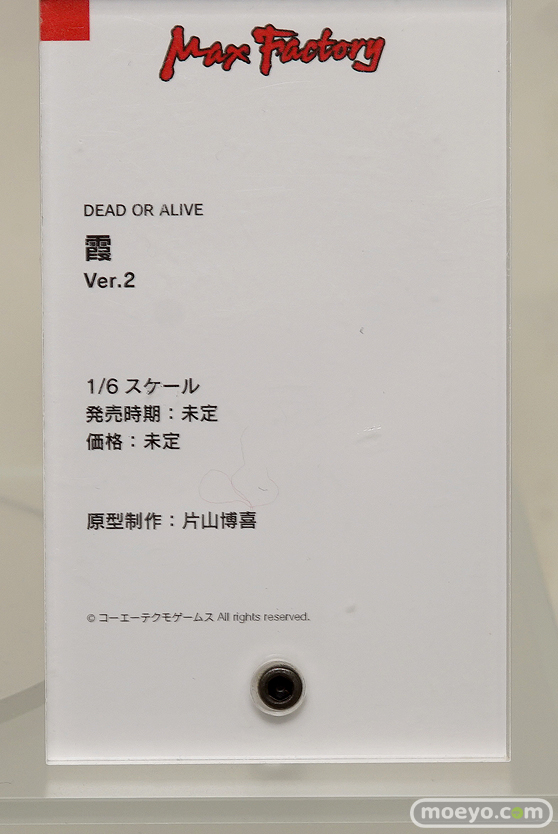 Max Factory
DEAD OR ALIVE
霞
Ver.2
1/6 スケール
発売時期：未定
価格：未定
原型制作：片山博喜
© コーエーテクモゲームス All rights reserved.
moeyo.com